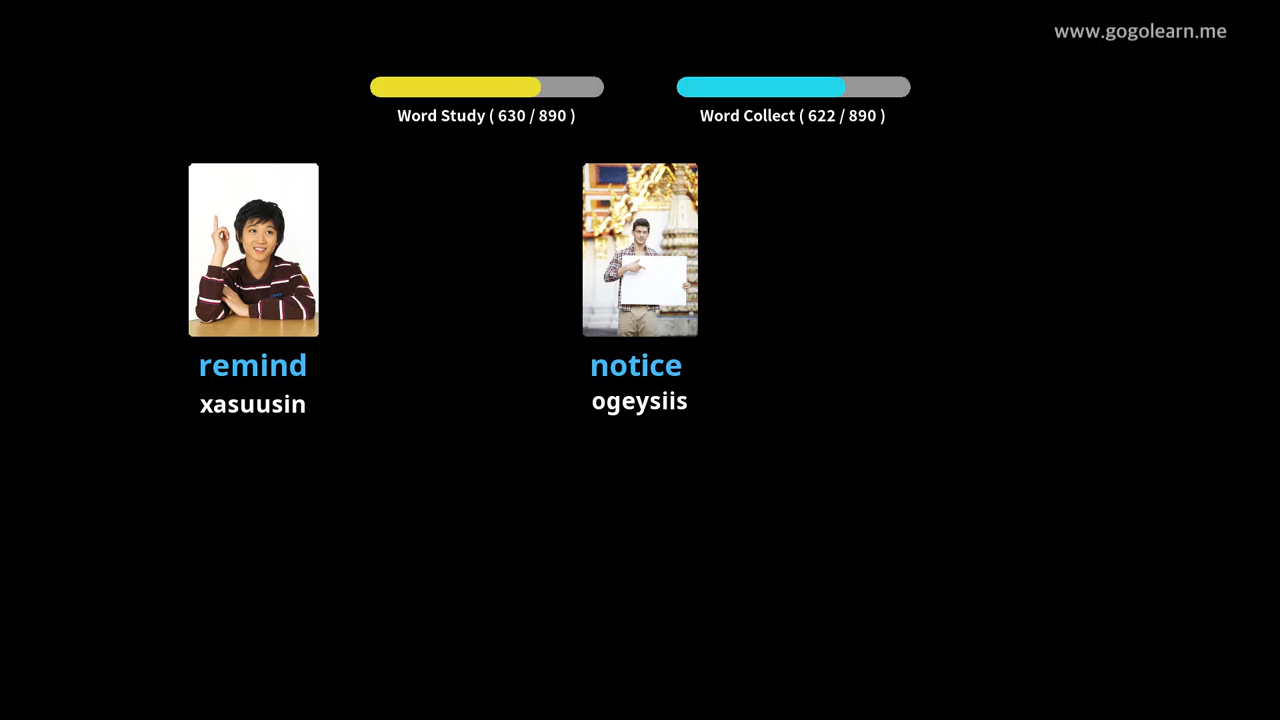 www.gogolearn.me
Word Study ( 630 / 890 )
Word Collect ( 622 / 890 )
remind
xasuusin
notice
ogeysiis